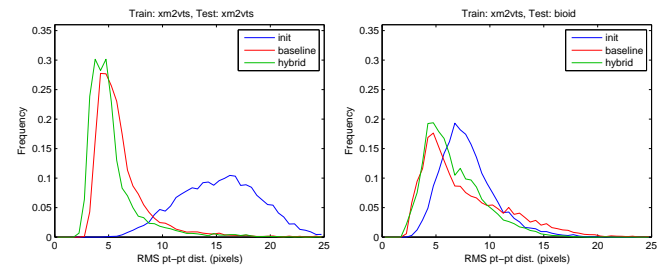 Train: xm2vts, Test: xm2vts
0.35
0.3
0.25
0.2
0.15
0.1
0.05
0
Frequency
init
baseline
hybrid
0 5 10 15 20 25
RMS pt−pt dist. (pixels)
Train: xm2vts, Test: bioid
0.35
0.3
0.25
0.2
0.15
0.1
0.05
0
Frequency
init
baseline
hybrid
0 5 10 15 20 25
RMS pt−pt dist. (pixels)